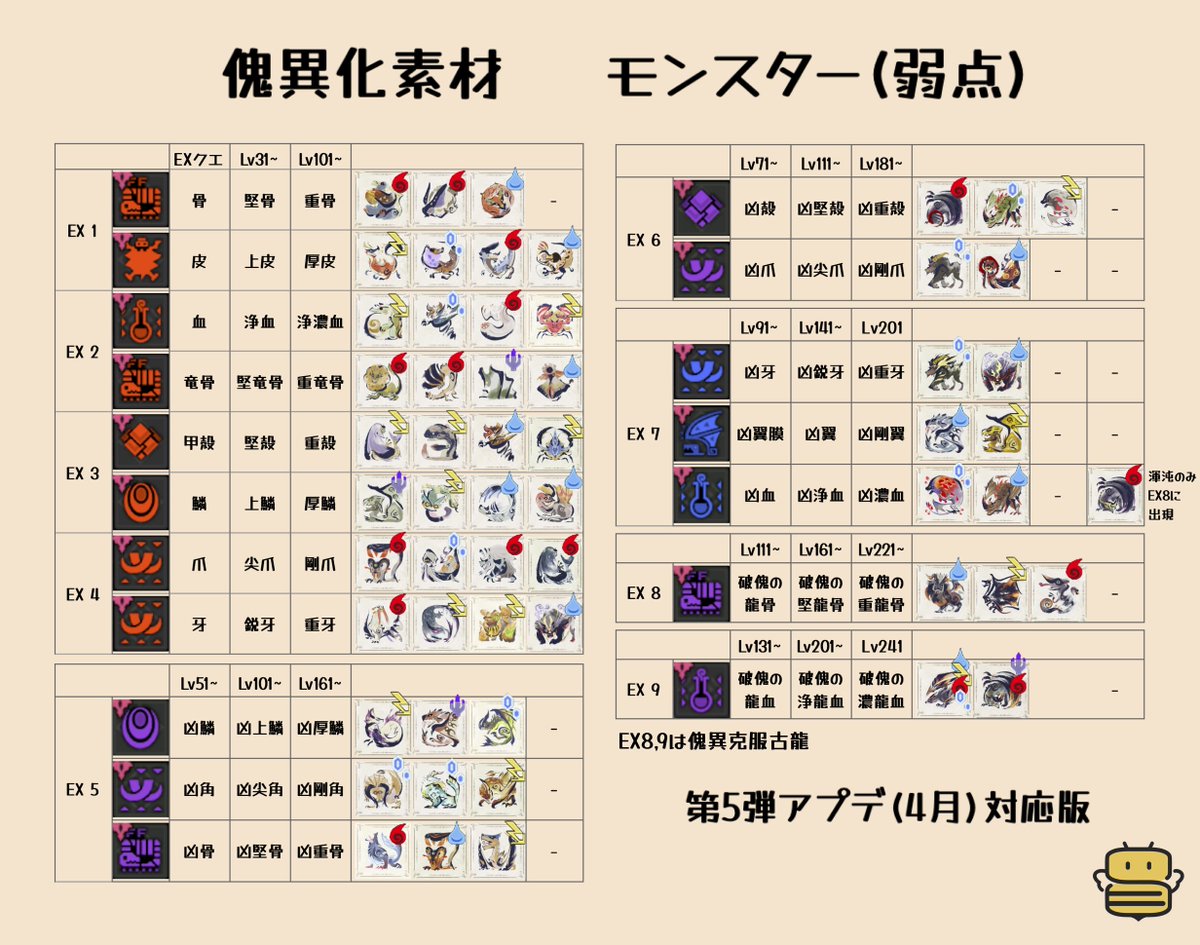 傀異化素材 モンスター(弱点)
EXクエ Lv31~ Lv101~
EX 1
骨 堅骨 重骨 -
皮 上皮 厚皮
EX 2
血 浄血 浄濃血
竜骨 堅竜骨 重竜骨
EX 3
甲殻 堅殻 重殻
鱗 上鱗 厚鱗
EX 4
爪 尖爪 剛爪
牙 鋭牙 重牙
Lv51~ Lv101~ Lv161~
EX 5
凶鱗 凶上鱗 凶厚鱗 -
凶角 凶尖角 凶剛角 -
凶骨 凶堅骨 凶重骨 -
Lv71~ Lv111~ Lv181~
EX 6
凶殻 凶堅殻 凶重殻 -
凶爪 凶尖爪 凶剛爪 - -
Lv91~ Lv141~ Lv201
EX 7
凶牙 凶鋭牙 凶重牙 - -
凶翼膜 凶翼 凶剛翼 - -
凶血 凶浄血 凶濃血 -
渾沌のみ
EX8に
出現
Lv111~ Lv161~ Lv221~
EX 8
破傀の 破傀の 破傀の
龍骨 堅龍骨 重龍骨 -
Lv131~ Lv201~ Lv241
EX 9
破傀の 破傀の 破傀の
龍血 浄龍血 濃龍血 -
EX8,9は傀異克服古龍
第5弾アプデ(4月)対応版